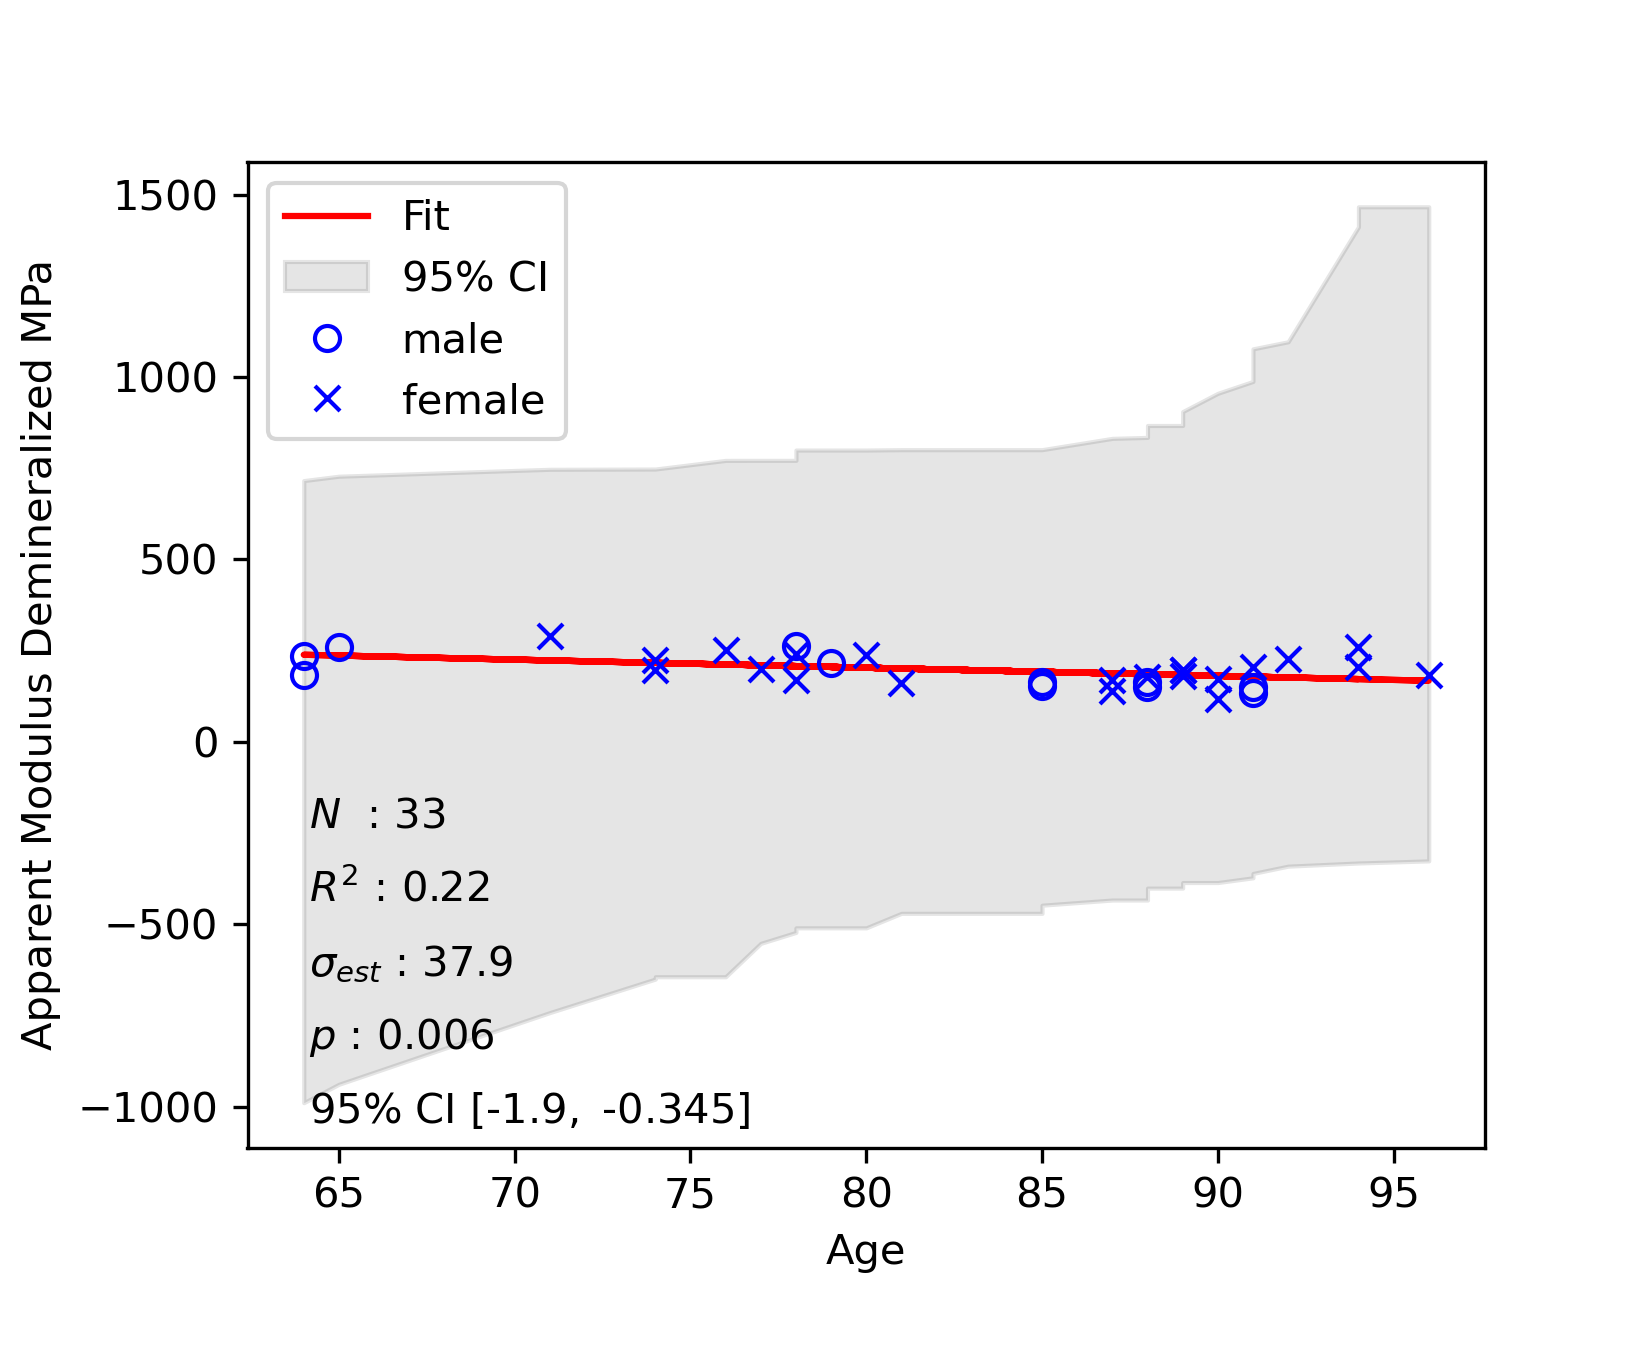 1500
1000
500
0
−500
−1000
Apparent Modulus Demineralized MPa
Fit
95% CI
male
female
N : 33
R² : 0.22
σest : 37.9
p : 0.006
95% CI [-1.9, -0.345]
65 70 75 80 85 90 95
Age